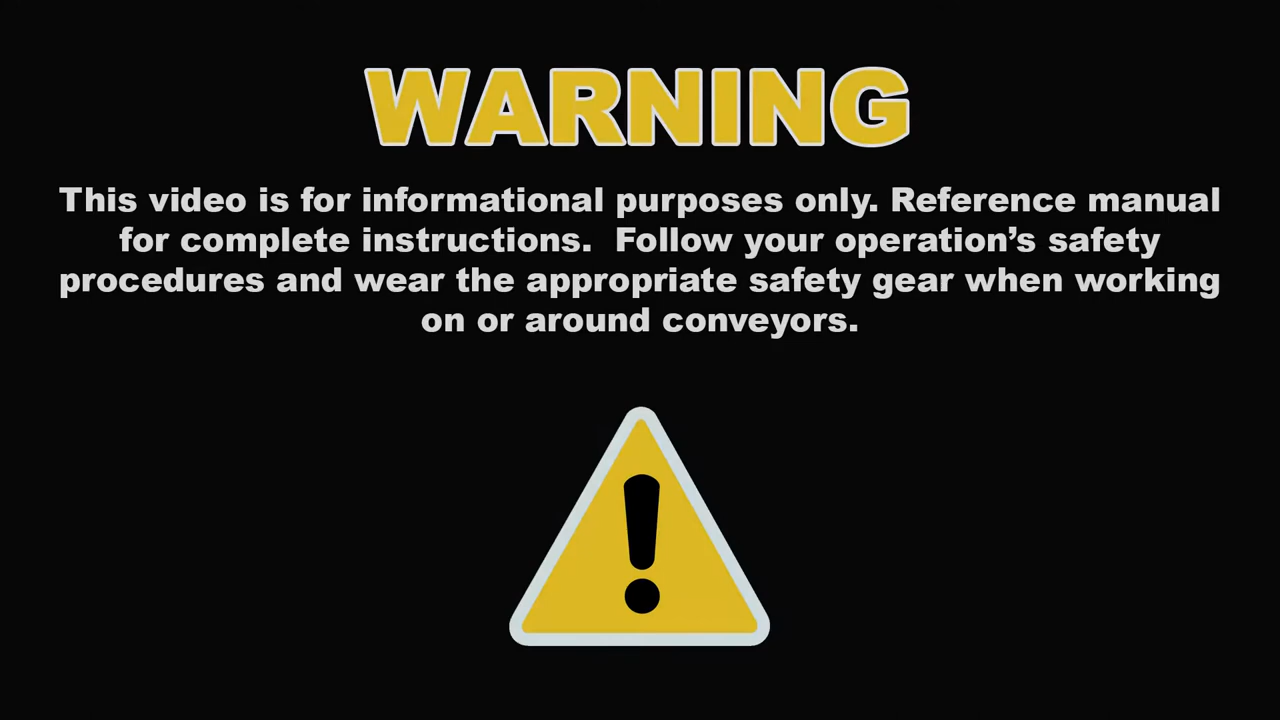 WARNING
This video is for informational purposes only. Reference manual
for complete instructions.  Follow your operation’s safety
procedures and wear the appropriate safety gear when working
on or around conveyors.